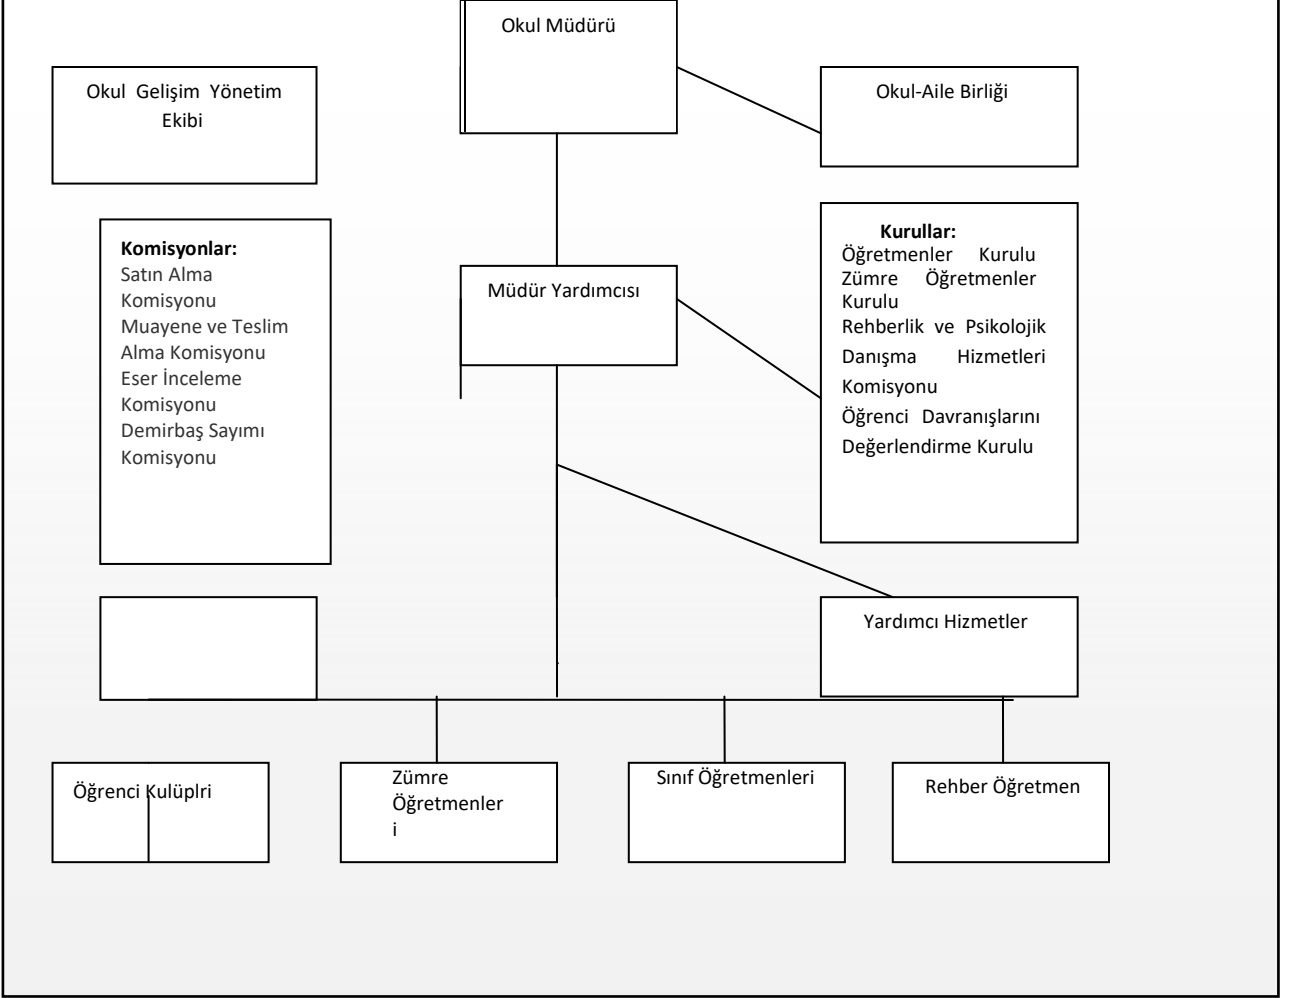 Okul Müdürü
Okul Gelişim Yönetim
Ekibi
Okul-Aile Birliği
Komisyonlar:
Satın Alma
Komisyonu
Muayene ve Teslim
Alma Komisyonu
Eser İnceleme
Komisyonu
Demirbaş Sayımı
Komisyonu
Müdür Yardımcısı
Kurullar:
Öğretmenler Kurulu
Zümre Öğretmenler
Kurulu
Rehberlik ve Psikolojik
Danışma Hizmetleri
Komisyonu
Öğrenci Davranışlarını
Değerlendirme Kurulu
Yardımcı Hizmetler
Öğrenci Kulüplri
Zümre
Öğretmenler
i
Sınıf Öğretmenleri
Rehber Öğretmen